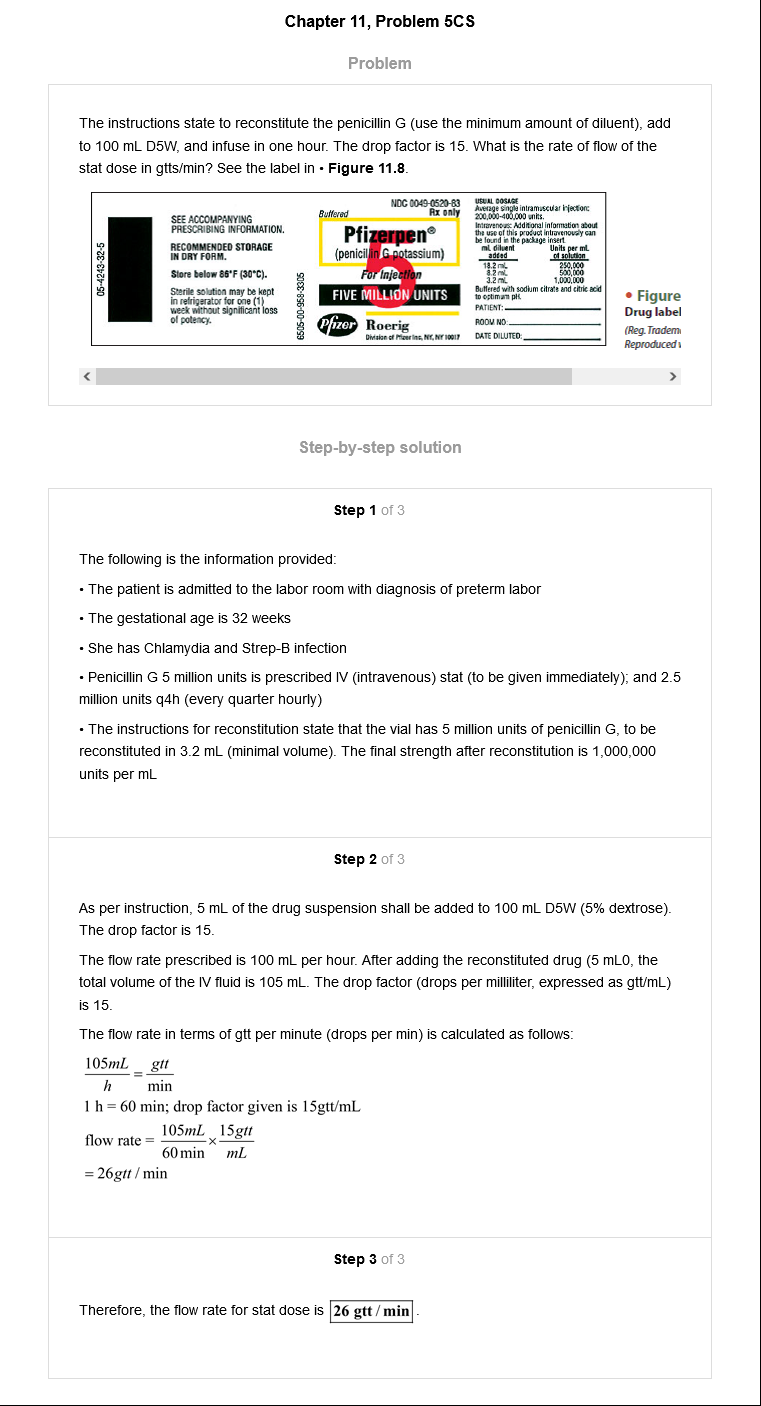 Chapter 11, Problem 5CS
Problem
The instructions state to reconstitute the penicillin G (use the minimum amount of diluent), add
to 100 mL D5W, and infuse in one hour. The drop factor is 15. What is the rate of flow of the
stat dose in gtts/min? See the label in • Figure 11.8.
05-4243-32-5
SEE ACCOMPANYING
PRESCRIBING INFORMATION.
RECOMMENDED STORAGE
IN DRY FORM.
Store below 86°F (30°C).
Sterile solution may be kept
in refrigerator for one (1)
week without significant loss
of potency.
6505-00-958-3305
NDC 0049-0520-83
Buffered Rx only
Pfizerpen®
(penicillin G potassium)
For Injection
5
FIVE MILLION UNITS
Pfizer Roerig
Division of Pfizer Inc, NY, NY 10017
USUAL DOSAGE
Average single intramuscular injection:
200,000-400,000 units.
Intravenous: Additional information about
the use of this product intravenously can
be found in the package insert.
mL diluent Units per mL
added of solution
18.2 mL 250,000
8.2 mL 500,000
3.2 mL 1,000,000
Buffered with sodium citrate and citric acid
to optimum pH.
PATIENT:
ROOM NO:
DATE DILUTED:
• Figure
Drug label
(Reg. Tradem
Reproduced
Step-by-step solution
Step 1 of 3
The following is the information provided:
• The patient is admitted to the labor room with diagnosis of preterm labor
• The gestational age is 32 weeks
• She has Chlamydia and Strep-B infection
• Penicillin G 5 million units is prescribed IV (intravenous) stat (to be given immediately); and 2.5
million units q4h (every quarter hourly)
• The instructions for reconstitution state that the vial has 5 million units of penicillin G, to be
reconstituted in 3.2 mL (minimal volume). The final strength after reconstitution is 1,000,000
units per mL
Step 2 of 3
As per instruction, 5 mL of the drug suspension shall be added to 100 mL D5W (5% dextrose).
The drop factor is 15.
The flow rate prescribed is 100 mL per hour. After adding the reconstituted drug (5 mL0, the
total volume of the IV fluid is 105 mL. The drop factor (drops per milliliter, expressed as gtt/mL)
is 15.
The flow rate in terms of gtt per minute (drops per min) is calculated as follows:
105mL/h = gtt/min
1 h = 60 min; drop factor given is 15gtt/mL
flow rate = 105mL/60min × 15gtt/mL
= 26gtt / min
Step 3 of 3
Therefore, the flow rate for stat dose is 26 gtt / min .